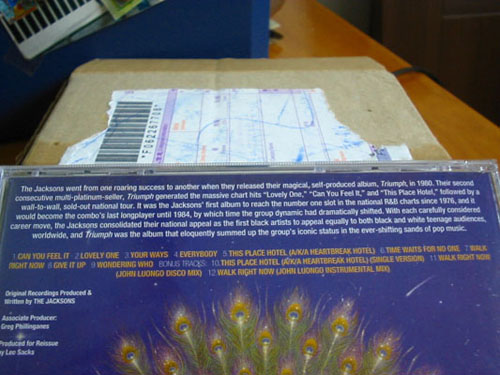 *F0622877U8*
The Jacksons went from one roaring success to another when they released their magical, self-produced album, Triumph, in 1980. Their second
consecutive multi-platinum-seller, Triumph generated the massive chart hits "Lovely One," "Can You Feel It," and "This Place Hotel," followed by a
wall-to-wall, sold-out national tour. It was the Jacksons' first album to reach the number one slot in the national R&B charts since 1976, and it
would become the combo's last longplayer until 1984, by which time the group dynamic had dramatically shifted. With each carefully considered
career move, the Jacksons consolidated their national appeal as the first black artists to appeal equally to both black and white teenage audiences,
worldwide, and Triumph was the album that eloquently summed up the group's iconic status in the ever-shifting sands of pop music.
1 CAN YOU FEEL IT 2 LOVELY ONE 3 YOUR WAYS 4 EVERYBODY 5 THIS PLACE HOTEL (A/K/A HEARTBREAK HOTEL) 6 TIME WAITS FOR NO ONE 7 WALK
RIGHT NOW 8 GIVE IT UP 9 WONDERING WHO BONUS TRACKS: 10. THIS PLACE HOTEL (A/K/A HEARTBREAK HOTEL) (SINGLE VERSION) 11 WALK RIGHT NOW
(JOHN LUONGO DISCO MIX) 12 WALK RIGHT NOW (JOHN LUONGO INSTRUMENTAL MIX)
Original Recordings Produced &
Written by THE JACKSONS
Associate Producer:
Greg Phillinganes
Produced for Reissue
by Leo Sacks